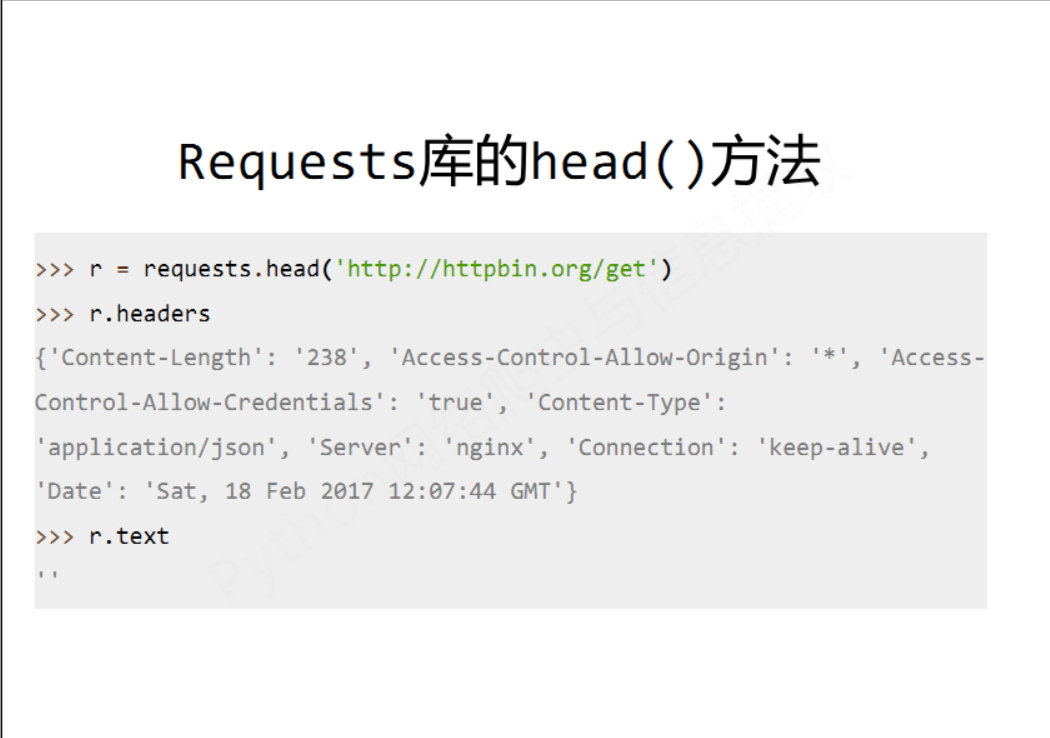 Requests库的head()方法
>>> r = requests.head('http://httpbin.org/get')
>>> r.headers
{'Content-Length': '238', 'Access-Control-Allow-Origin': '*', 'Access-
Control-Allow-Credentials': 'true', 'Content-Type':
'application/json', 'Server': 'nginx', 'Connection': 'keep-alive',
'Date': 'Sat, 18 Feb 2017 12:07:44 GMT'}
>>> r.text
''
Python网络爬虫与信息提取